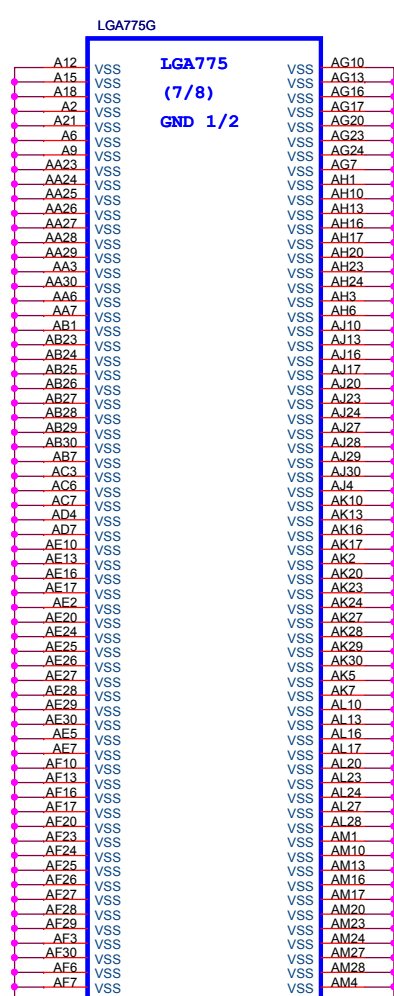 LGA775G
A12 VSS LGA775 VSS AG10
A15 VSS VSS AG13
A18 VSS (7/8) VSS AG16
A2 VSS VSS AG17
A21 VSS GND 1/2 VSS AG20
A6 VSS VSS AG23
A9 VSS VSS AG24
AA23 VSS VSS AG7
AA24 VSS VSS AH1
AA25 VSS VSS AH10
AA26 VSS VSS AH13
AA27 VSS VSS AH16
AA28 VSS VSS AH17
AA29 VSS VSS AH20
AA3 VSS VSS AH23
AA30 VSS VSS AH24
AA6 VSS VSS AH3
AA7 VSS VSS AH6
AB1 VSS VSS AJ10
AB23 VSS VSS AJ13
AB24 VSS VSS AJ16
AB25 VSS VSS AJ17
AB26 VSS VSS AJ20
AB27 VSS VSS AJ23
AB28 VSS VSS AJ24
AB29 VSS VSS AJ27
AB30 VSS VSS AJ28
AB7 VSS VSS AJ29
AC3 VSS VSS AJ30
AC6 VSS VSS AJ4
AC7 VSS VSS AK10
AD4 VSS VSS AK13
AD7 VSS VSS AK16
AE10 VSS VSS AK17
AE13 VSS VSS AK2
AE16 VSS VSS AK20
AE17 VSS VSS AK23
AE2 VSS VSS AK24
AE20 VSS VSS AK27
AE24 VSS VSS AK28
AE25 VSS VSS AK29
AE26 VSS VSS AK30
AE27 VSS VSS AK5
AE28 VSS VSS AK7
AE29 VSS VSS AL10
AE30 VSS VSS AL13
AE5 VSS VSS AL16
AE7 VSS VSS AL17
AF10 VSS VSS AL20
AF13 VSS VSS AL23
AF16 VSS VSS AL24
AF17 VSS VSS AL27
AF20 VSS VSS AL28
AF23 VSS VSS AM1
AF24 VSS VSS AM10
AF25 VSS VSS AM13
AF26 VSS VSS AM16
AF27 VSS VSS AM17
AF28 VSS VSS AM20
AF29 VSS VSS AM23
AF3 VSS VSS AM24
AF30 VSS VSS AM27
AF6 VSS VSS AM28
AF7 VSS VSS AM4